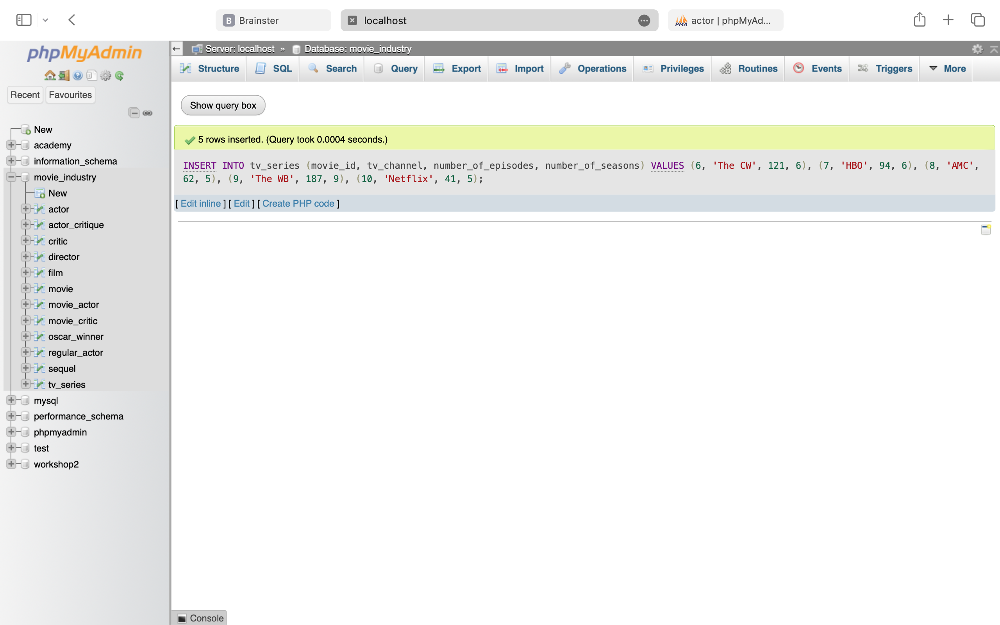 B Brainster
localhost
PMA actor | phpMyAd...
phpMyAdmin
Recent Favourites
New
academy
information_schema
movie_industry
New
actor
actor_critique
critic
director
film
movie
movie_actor
movie_critic
oscar_winner
regular_actor
sequel
tv_series
mysql
performance_schema
phpmyadmin
test
workshop2
Server: localhost » Database: movie_industry
Structure SQL Search Query Export Import Operations Privileges Routines Events Triggers More
Show query box
5 rows inserted. (Query took 0.0004 seconds.)
INSERT INTO tv_series (movie_id, tv_channel, number_of_episodes, number_of_seasons) VALUES (6, 'The CW', 121, 6), (7, 'HBO', 94, 6), (8, 'AMC',
62, 5), (9, 'The WB', 187, 9), (10, 'Netflix', 41, 5);
[ Edit inline ] [ Edit ] [ Create PHP code ]
Console